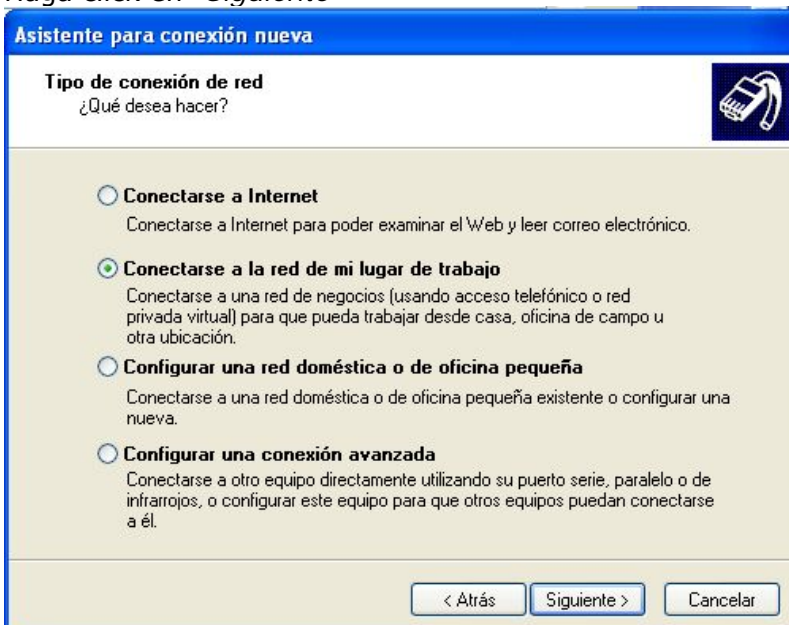 Haga click en "Siguiente"
Asistente para conexión nueva
Tipo de conexión de red
¿Qué desea hacer?
Conectarse a Internet
Conectarse a Internet para poder examinar el Web y leer correo electrónico.
Conectarse a la red de mi lugar de trabajo
Conectarse a una red de negocios (usando acceso telefónico o red
privada virtual) para que pueda trabajar desde casa, oficina de campo u
otra ubicación.
Configurar una red doméstica o de oficina pequeña
Conectarse a una red doméstica o de oficina pequeña existente o configurar una
nueva.
Configurar una conexión avanzada
Conectarse a otro equipo directamente utilizando su puerto serie, paralelo o de
infrarrojos, o configurar este equipo para que otros equipos puedan conectarse
a él.
< Atrás
Siguiente >
Cancelar